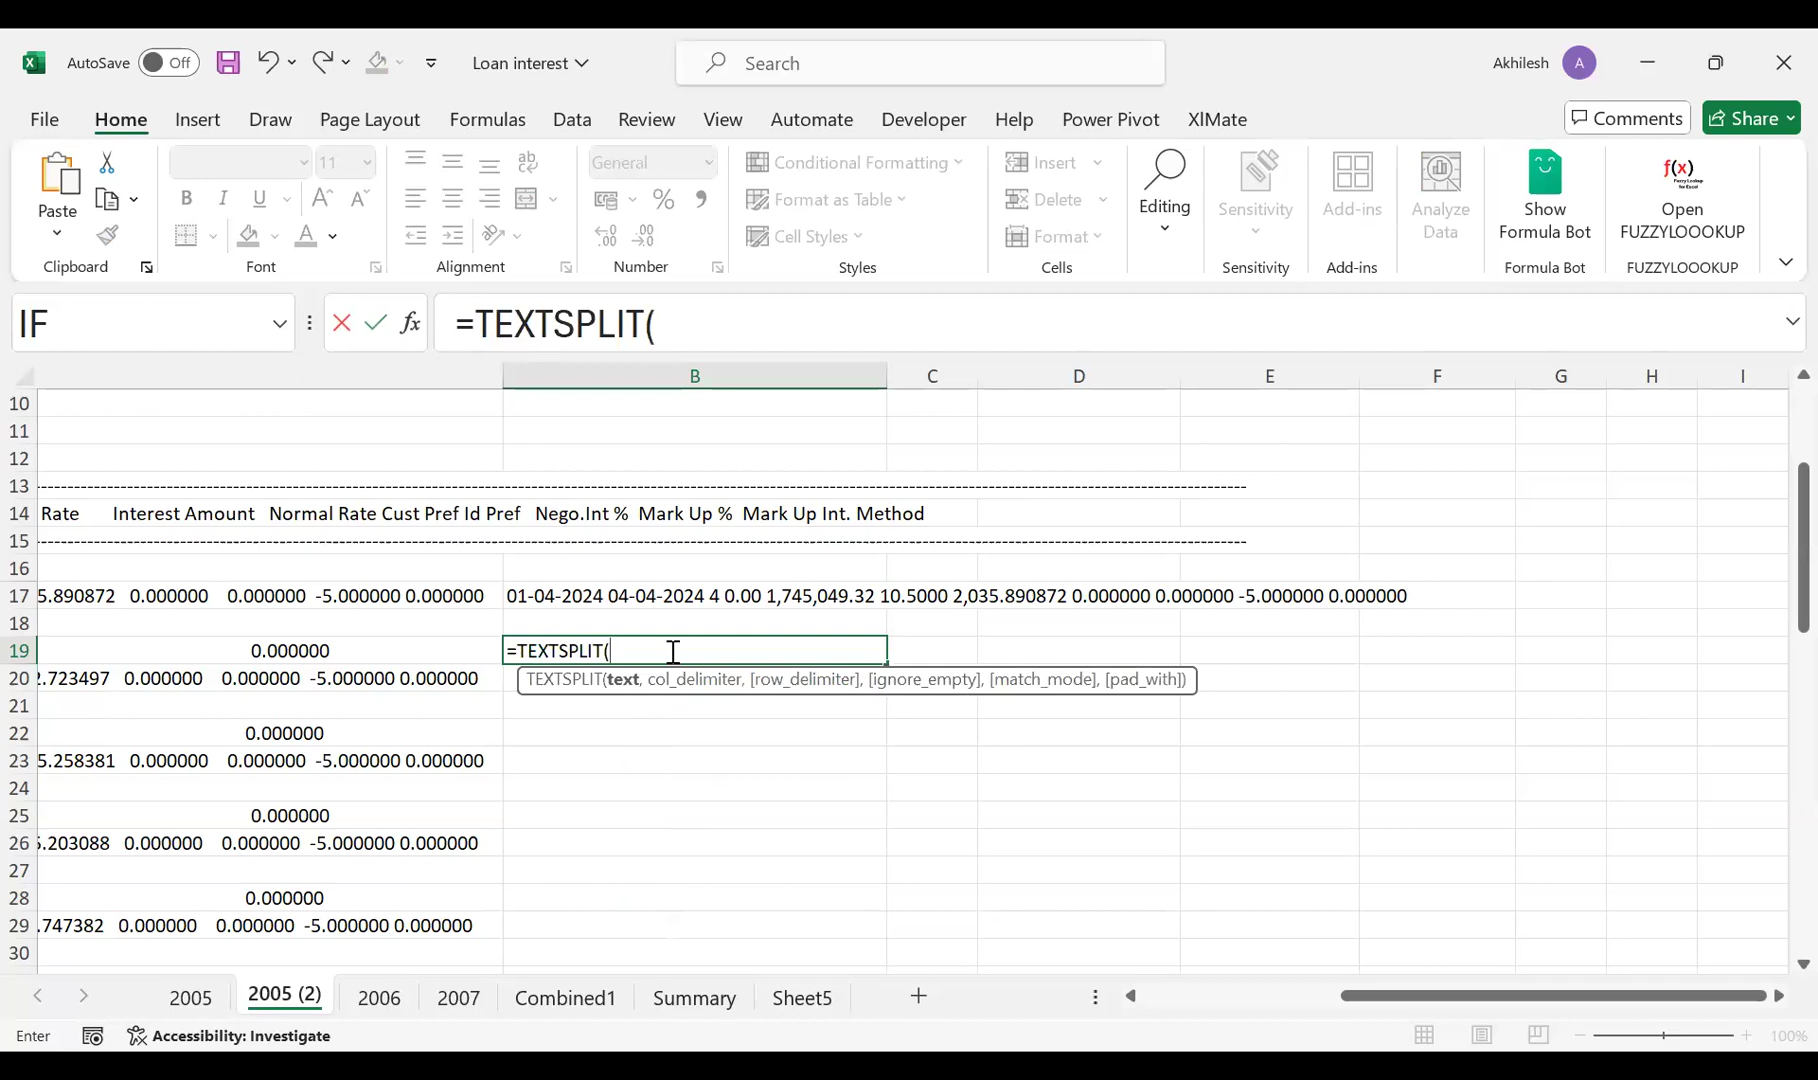 AutoSave Off Loan interest Search Akhilesh A
File Home Insert Draw Page Layout Formulas Data Review View Automate Developer Help Power Pivot XlMate Comments Share
Paste 11 General Conditional Formatting Insert
B I U A A % 9 Format as Table Delete Editing Sensitivity Add-ins Analyze Data Show Formula Bot Open FUZZYLOOOKUP
A Cell Styles Format
Clipboard Font Alignment Number Styles Cells Sensitivity Add-ins Formula Bot FUZZYLOOOKUP
IF fx =TEXTSPLIT(
B C D E F G H I
10
11
12
13 --------------------------------------------------------------------------------
14 Rate Interest Amount Normal Rate Cust Pref Id Pref Nego.Int % Mark Up % Mark Up Int. Method
15 --------------------------------------------------------------------------------
16
17 5.890872 0.000000 0.000000 -5.000000 0.000000 01-04-2024 04-04-2024 4 0.00 1,745,049.32 10.5000 2,035.890872 0.000000 0.000000 -5.000000 0.000000
18
19 0.000000 =TEXTSPLIT(
TEXTSPLIT(text, col_delimiter, [row_delimiter], [ignore_empty], [match_mode], [pad_with])
20 2.723497 0.000000 0.000000 -5.000000 0.000000
21
22 0.000000
23 5.258381 0.000000 0.000000 -5.000000 0.000000
24
25 0.000000
26 5.203088 0.000000 0.000000 -5.000000 0.000000
27
28 0.000000
29 .747382 0.000000 0.000000 -5.000000 0.000000
30
2005 2005 (2) 2006 2007 Combined1 Summary Sheet5
Enter Accessibility: Investigate 100%